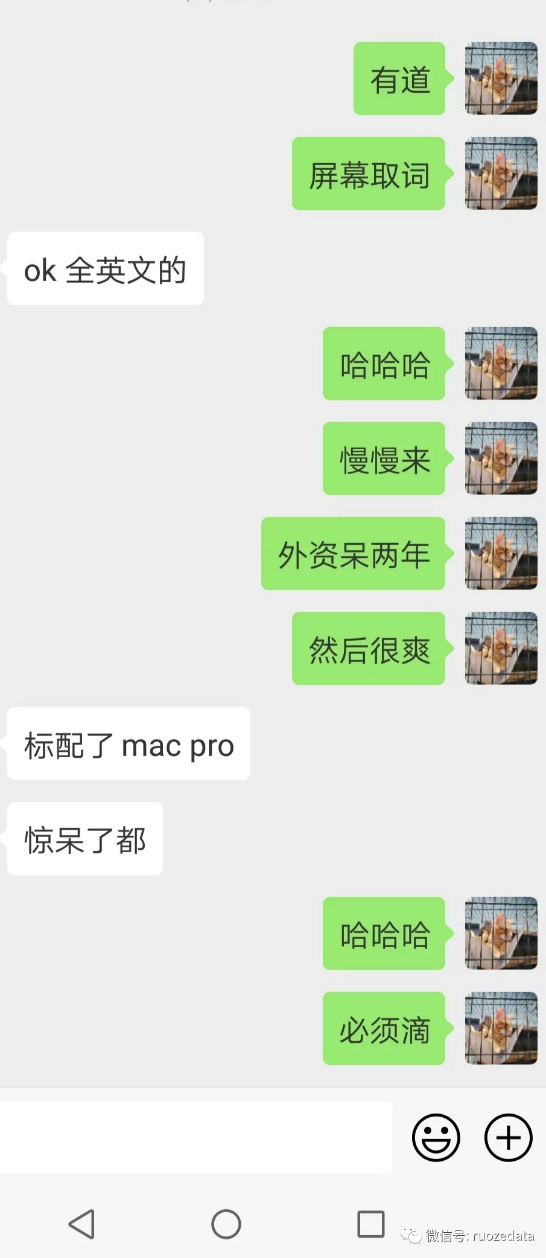 有道
屏幕取词
ok 全英文的
哈哈哈
慢慢来
外资呆两年
然后很爽
标配了 mac pro
惊呆了都
哈哈哈
必须滴
微信号: ruozedata